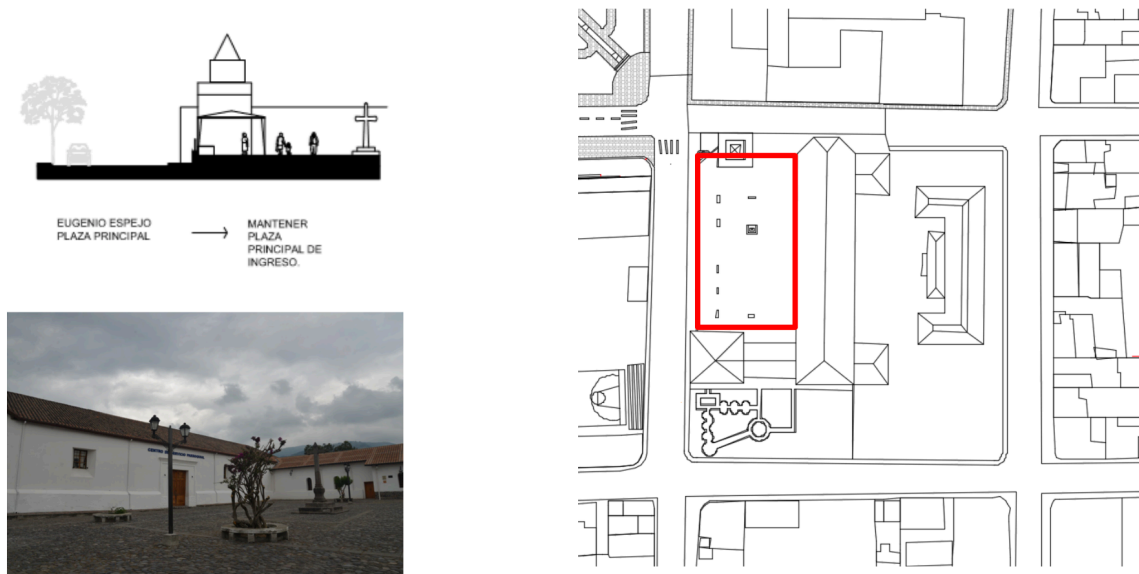 EUGENIO ESPEJO
PLAZA PRINCIPAL
MANTENER
PLAZA
PRINCIPAL DE
INGRESO.